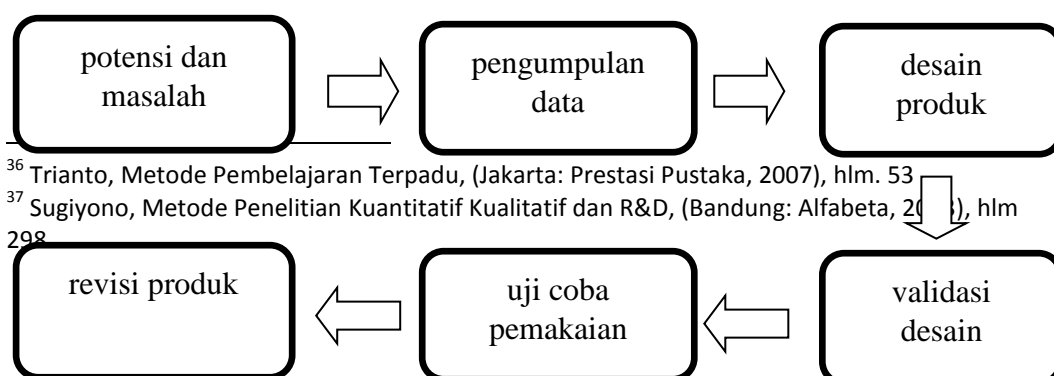 potensi dan
masalah
pengumpulan
data
desain
produk
36 Trianto, Metode Pembelajaran Terpadu, (Jakarta: Prestasi Pustaka, 2007), hlm. 53
37 Sugiyono, Metode Penelitian Kuantitatif Kualitatif dan R&D, (Bandung: Alfabeta, hlm
298
revisi produk
uji coba
pemakaian
validasi
desain